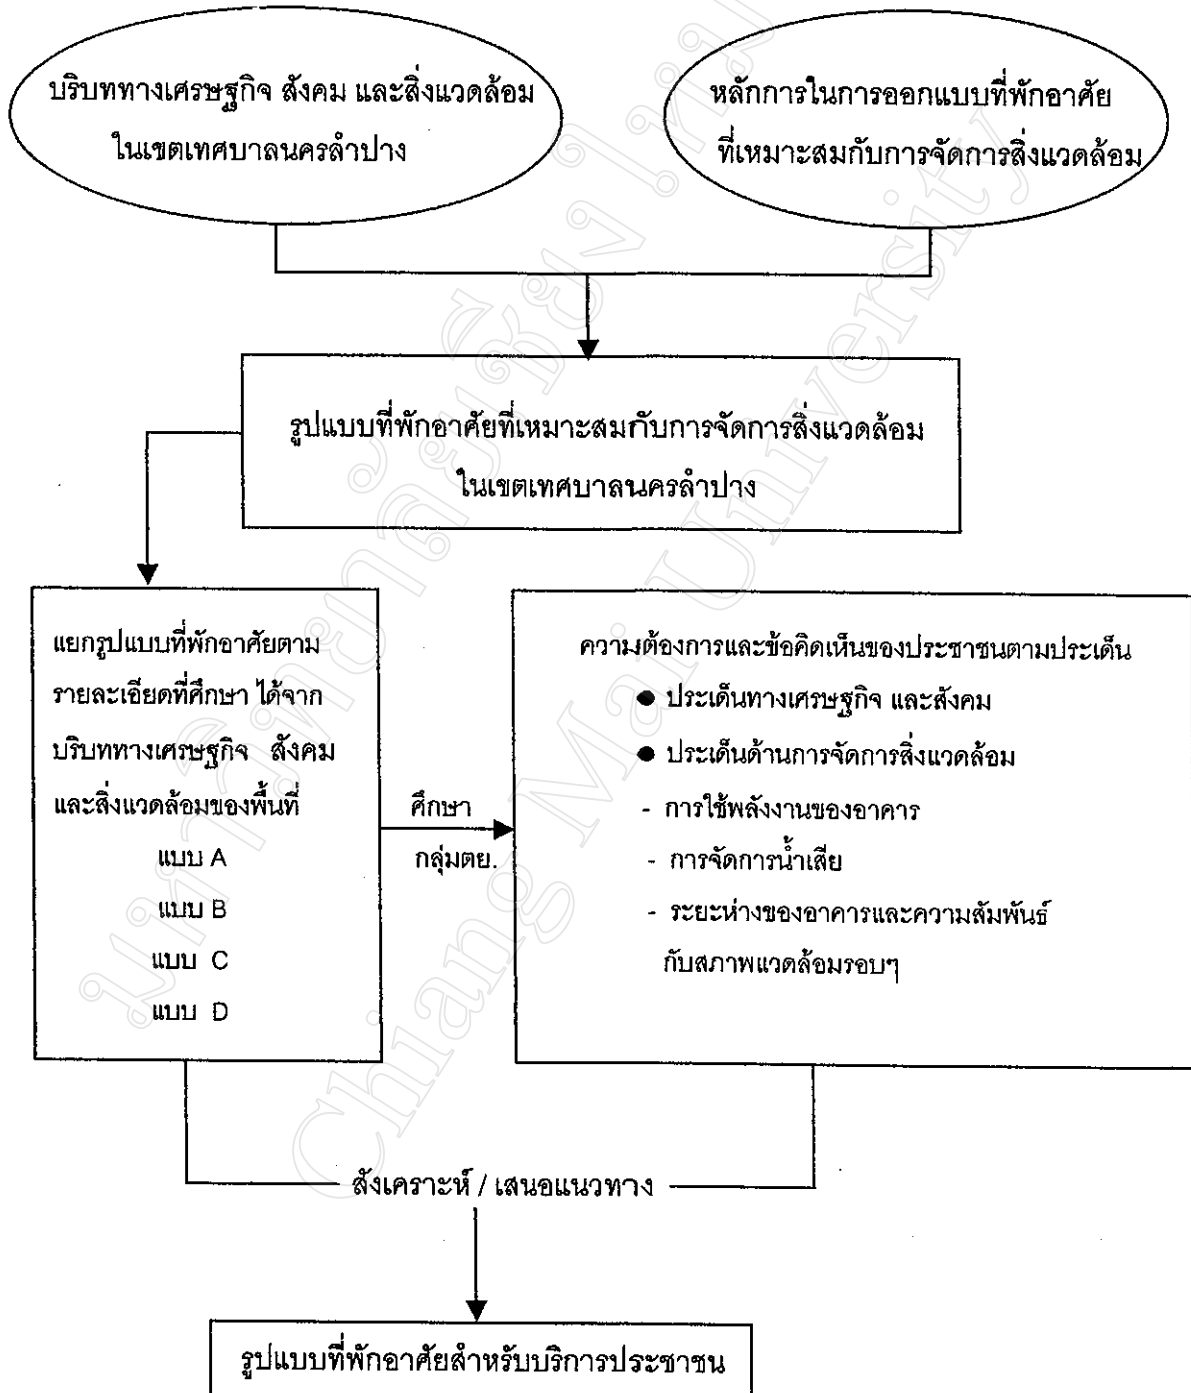 บริบททางเศรษฐกิจ สังคม และสิ่งแวดล้อม
ในเขตเทศบาลนครลำปาง
หลักการในการออกแบบที่พักอาศัย
ที่เหมาะสมกับการจัดการสิ่งแวดล้อม
รูปแบบที่พักอาศัยที่เหมาะสมกับการจัดการสิ่งแวดล้อม
ในเขตเทศบาลนครลำปาง
แยกรูปแบบที่พักอาศัยตาม
รายละเอียดที่ศึกษา ได้จาก
บริบททางเศรษฐกิจ สังคม
และสิ่งแวดล้อมของพื้นที่
แบบ A
แบบ B
แบบ C
แบบ D
ศึกษา
กลุ่มตย.
ความต้องการและข้อคิดเห็นของประชาชนตามประเด็น
● ประเด็นทางเศรษฐกิจ และสังคม
● ประเด็นด้านการจัดการสิ่งแวดล้อม
- การใช้พลังงานของอาคาร
- การจัดการน้ำเสีย
- ระยะห่างของอาคารและความสัมพันธ์
กับสภาพแวดล้อมรอบๆ
สังเคราะห์ / เสนอแนวทาง
รูปแบบที่พักอาศัยสำหรับบริการประชาชน
มหาวิทยาลัยเชียงใหม่
Chiang Mai University